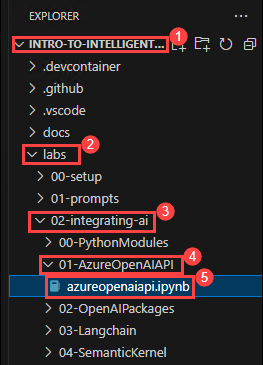 EXPLORER ...
INTRO-TO-INTELLIGENT... 1
.devcontainer
.github
.vscode
docs
labs 2
00-setup
01-prompts
02-integrating-ai 3
00-PythonModules
01-AzureOpenAIAPI 4
azureopenaiapi.ipynb 5
02-OpenAIPackages
03-Langchain
04-SemanticKernel